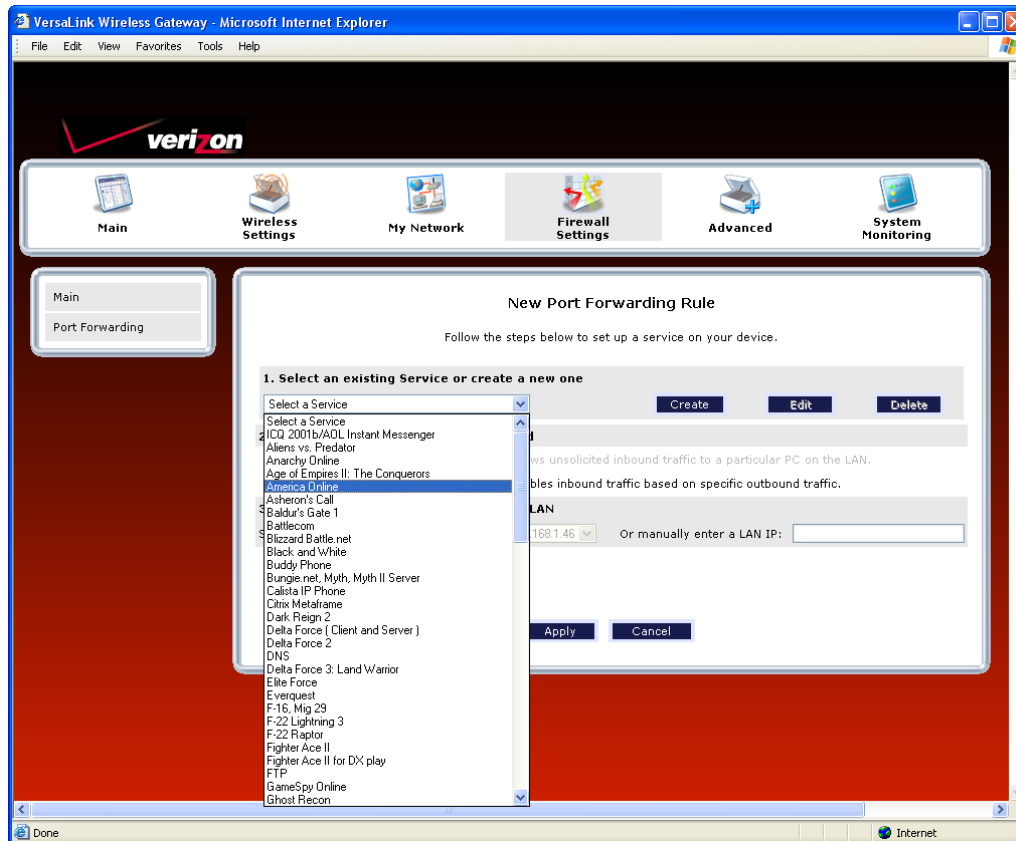 VersaLink Wireless Gateway - Microsoft Internet Explorer
File Edit View Favorites Tools Help
verizon
Main
Wireless Settings
My Network
Firewall Settings
Advanced
System Monitoring
Main
Port Forwarding
New Port Forwarding Rule
Follow the steps below to set up a service on your device.
1. Select an existing Service or create a new one
Select a Service
Create Edit Delete
Select a Service
ICQ 2001b/AOL Instant Messenger
Aliens vs. Predator
Anarchy Online
Age of Empires II: The Conquerors
America Online
Asheron's Call
Baldur's Gate 1
Battlecom
Blizzard Battle.net
Black and White
Buddy Phone
Bungie.net, Myth, Myth II Server
Calista IP Phone
Citrix Metaframe
Dark Reign 2
Delta Force ( Client and Server )
Delta Force 2
DNS
Delta Force 3: Land Warrior
Elite Force
Everquest
F-16, Mig 29
F-22 Lightning 3
F-22 Raptor
Fighter Ace II
Fighter Ace II for DX play
FTP
GameSpy Online
Ghost Recon
unsolicited inbound traffic to a particular PC on the LAN.
inbound traffic based on specific outbound traffic.
LAN
168.1.46 Or manually enter a LAN IP:
Apply Cancel
Done
Internet